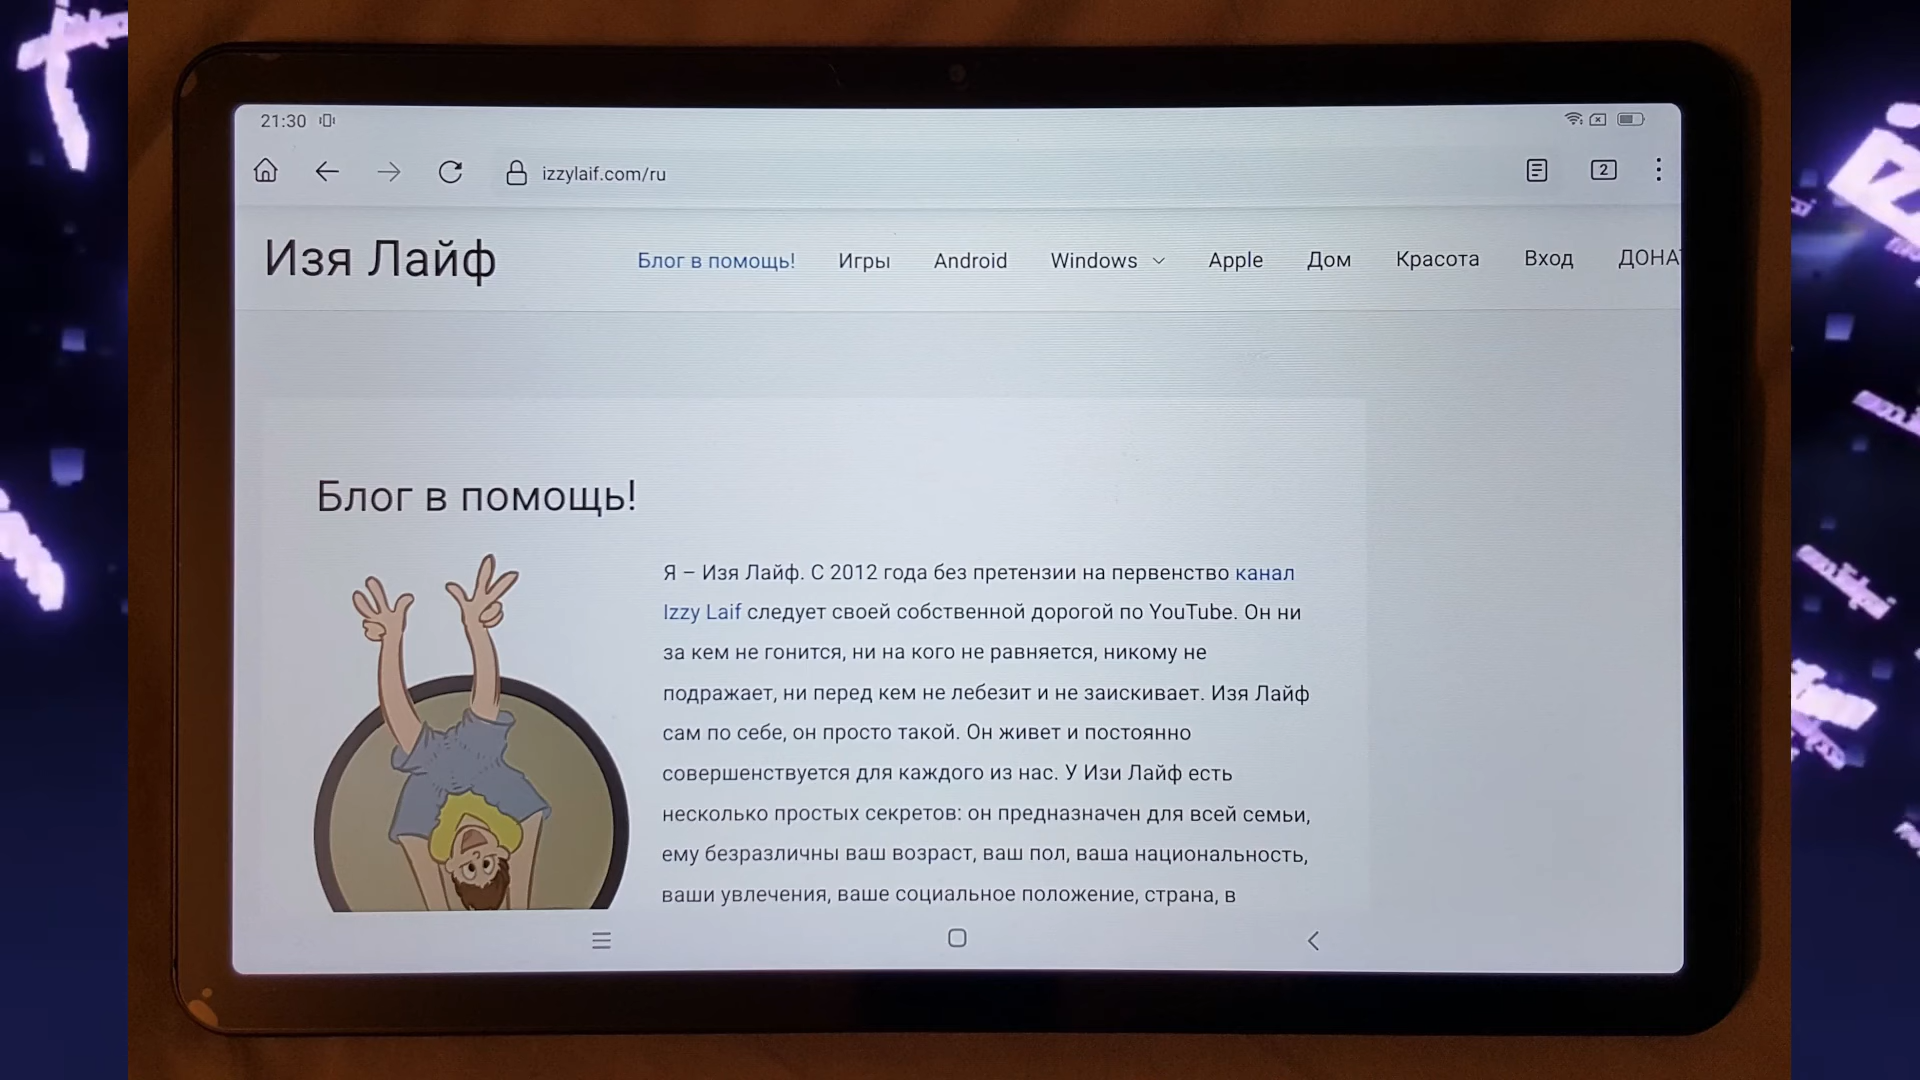 21:30
izzylaif.com/ru
2
Изя Лайф
Блог в помощь! Игры Android Windows Apple Дом Красота Вход ДОНА
Блог в помощь!
Я – Изя Лайф. С 2012 года без претензии на первенство канал
Izzy Laif следует своей собственной дорогой по YouTube. Он ни
за кем не гонится, ни на кого не равняется, никому не
подражает, ни перед кем не лебезит и не заискивает. Изя Лайф
сам по себе, он просто такой. Он живет и постоянно
совершенствуется для каждого из нас. У Изи Лайф есть
несколько простых секретов: он предназначен для всей семьи,
ему безразличны ваш возраст, ваш пол, ваша национальность,
ваши увлечения, ваше социальное положение, страна, в